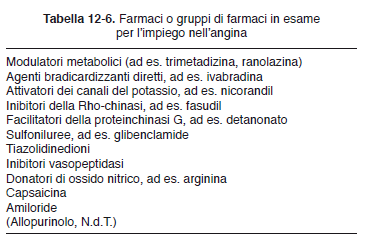 Tabella 12-6. Farmaci o gruppi di farmaci in esame
per l'impiego nell'angina
Modulatori metabolici (ad es. trimetadizina, ranolazina)
Agenti bradicardizzanti diretti, ad es. ivabradina
Attivatori dei canali del potassio, ad es. nicorandil
Inibitori della Rho-chinasi, ad es. fasudil
Facilitatori della proteinchinasi G, ad es. detanonato
Sulfoniluree, ad es. glibenclamide
Tiazolidinedioni
Inibitori vasopeptidasi
Donatori di ossido nitrico, ad es. arginina
Capsaicina
Amiloride
(Allopurinolo, N.d.T.)